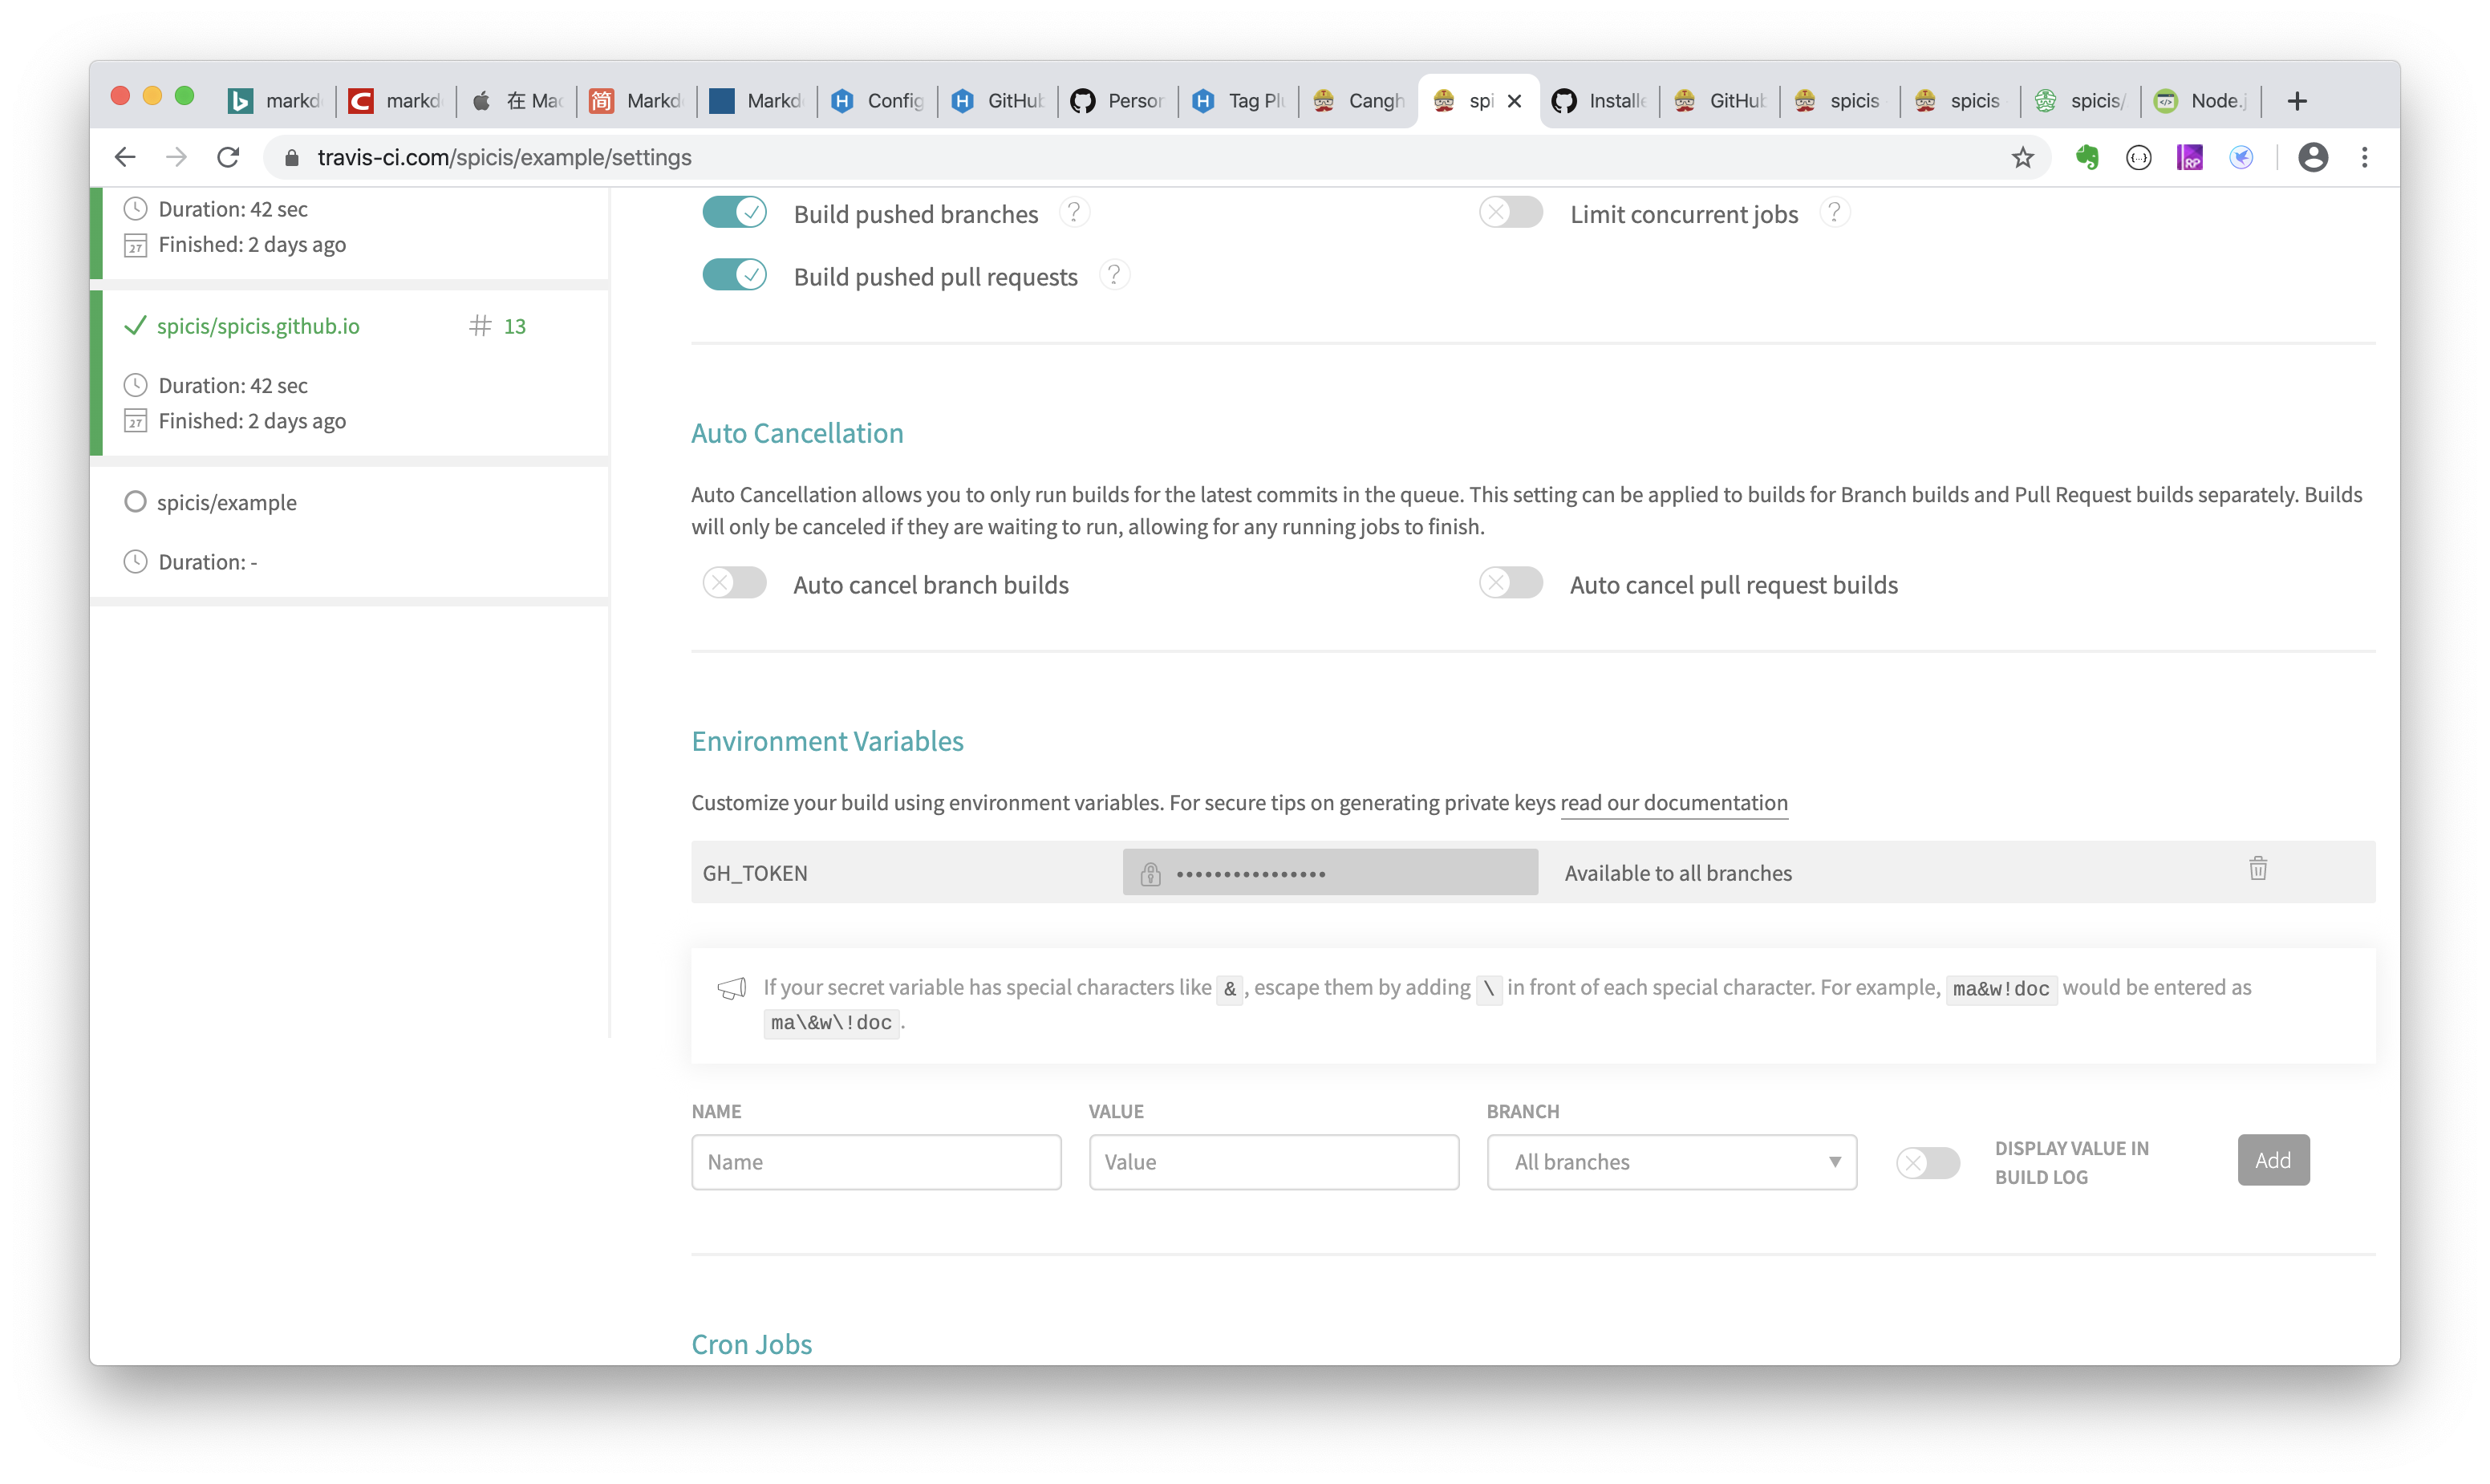 markd
markd
在 Mac
简
Markd
Markd
Config
GitHub
Person
Tag Plu
Cangh
spi
Installe
GitHub
spicis
spicis
spicis/
Node.j
travis-ci.com/spicis/example/settings
RP
Duration: 42 sec
27 Finished: 2 days ago
spicis/spicis.github.io # 13
Duration: 42 sec
27 Finished: 2 days ago
spicis/example
Duration: -
Build pushed branches ?
Limit concurrent jobs ?
Build pushed pull requests ?
Auto Cancellation
Auto Cancellation allows you to only run builds for the latest commits in the queue. This setting can be applied to builds for Branch builds and Pull Request builds separately. Builds
will only be canceled if they are waiting to run, allowing for any running jobs to finish.
Auto cancel branch builds
Auto cancel pull request builds
Environment Variables
Customize your build using environment variables. For secure tips on generating private keys read our documentation
GH_TOKEN •••••••••••••••• Available to all branches
If your secret variable has special characters like & , escape them by adding \ in front of each special character. For example, ma&w!doc would be entered as
ma\&w\!doc .
NAME
VALUE
BRANCH
Name
Value
All branches
DISPLAY VALUE IN
BUILD LOG
Add
Cron Jobs